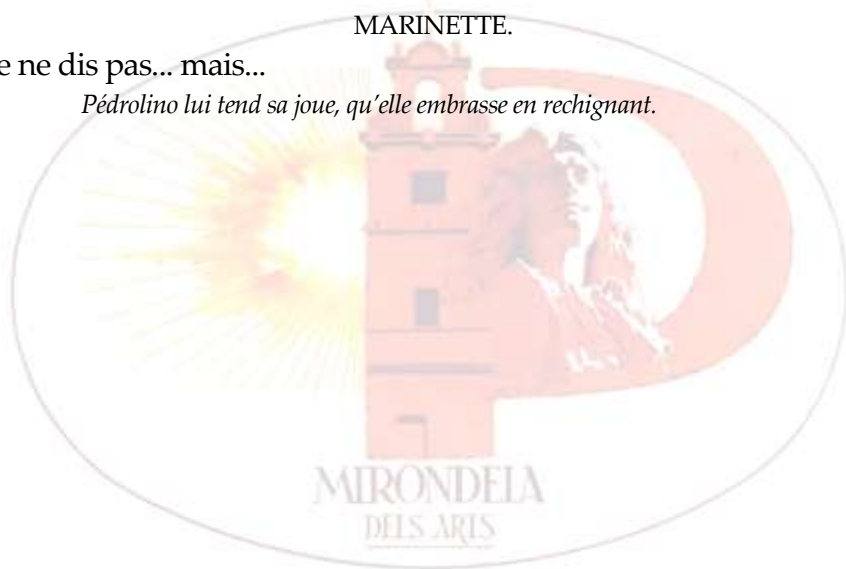 MARINETTE.
e ne dis pas... mais...
Pédrolino lui tend sa joue, qu’elle embrasse en rechignant.
MIRONDELA
DELS ARTS